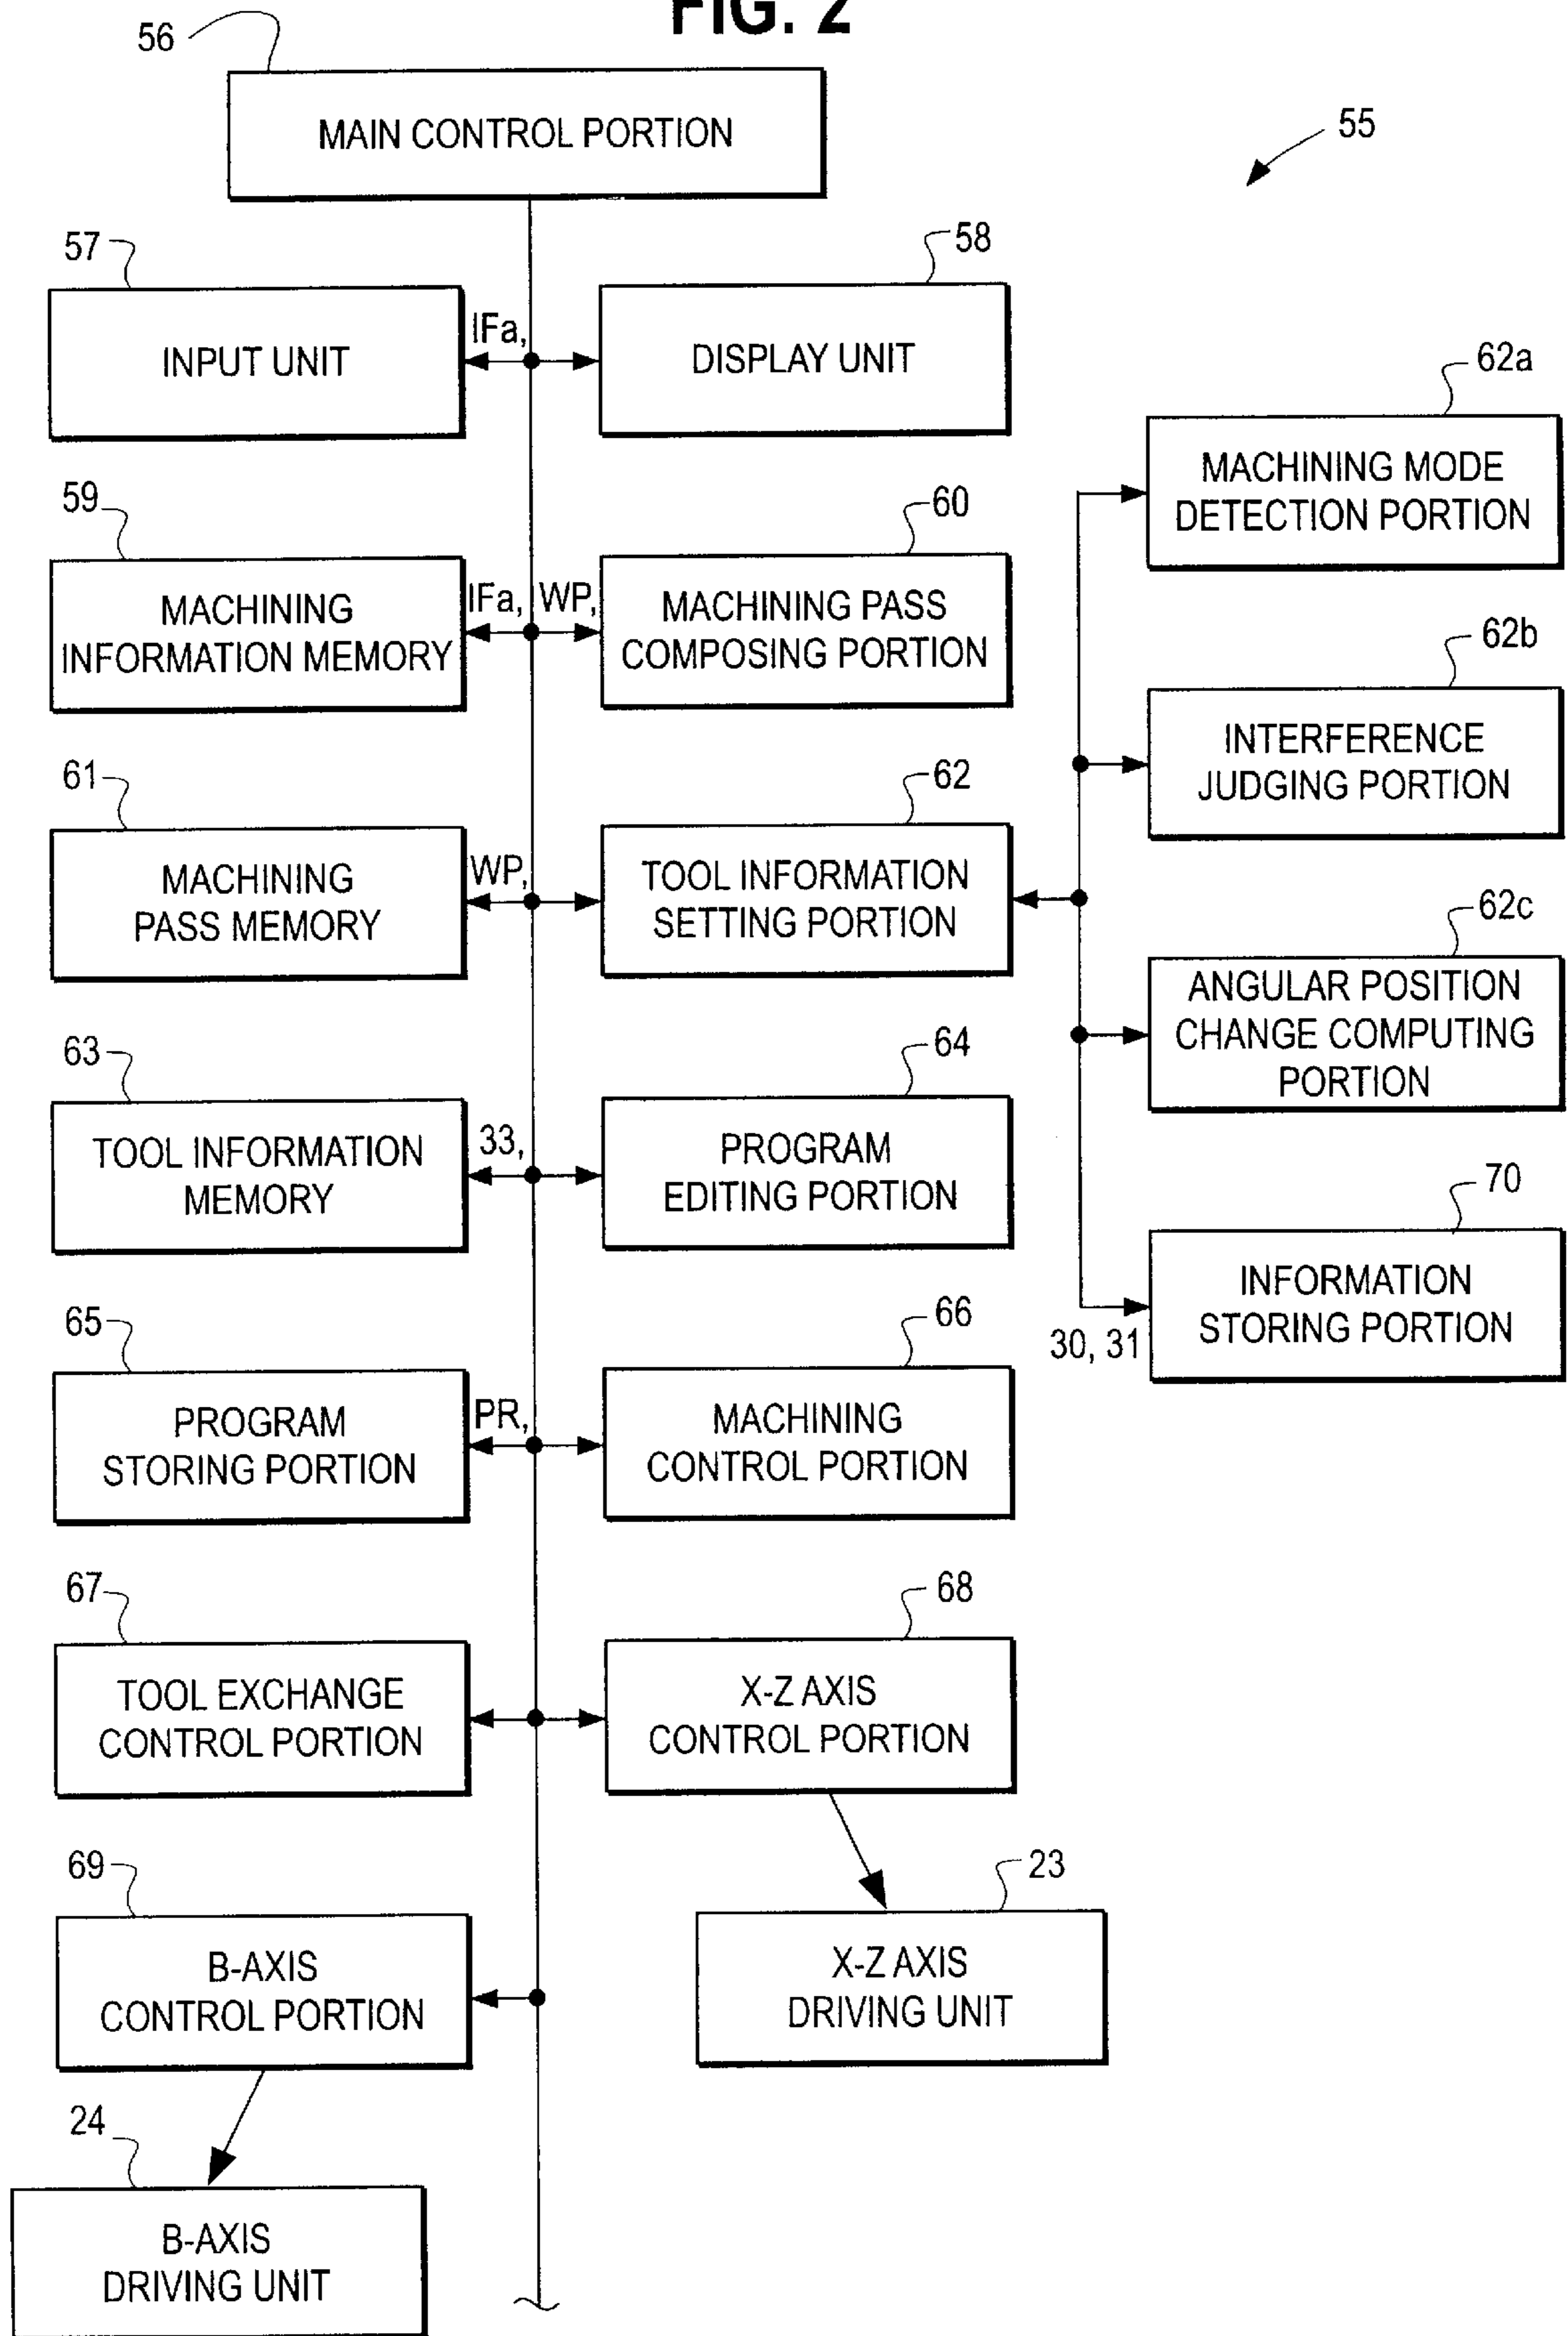 FIG. 2
56
MAIN CONTROL PORTION
55
57
58
INPUT UNIT
IFa,
DISPLAY UNIT
62a
MACHINING MODE
DETECTION PORTION
59
60
MACHINING
INFORMATION MEMORY
IFa, WP,
MACHINING PASS
COMPOSING PORTION
62b
INTERFERENCE
JUDGING PORTION
61
62
MACHINING
PASS MEMORY
WP,
TOOL INFORMATION
SETTING PORTION
62c
ANGULAR POSITION
CHANGE COMPUTING
PORTION
63
64
TOOL INFORMATION
MEMORY
33,
PROGRAM
EDITING PORTION
70
INFORMATION
STORING PORTION
30, 31
65
66
PROGRAM
STORING PORTION
PR,
MACHINING
CONTROL PORTION
67
68
TOOL EXCHANGE
CONTROL PORTION
X-Z AXIS
CONTROL PORTION
69
23
B-AXIS
CONTROL PORTION
X-Z AXIS
DRIVING UNIT
24
B-AXIS
DRIVING UNIT